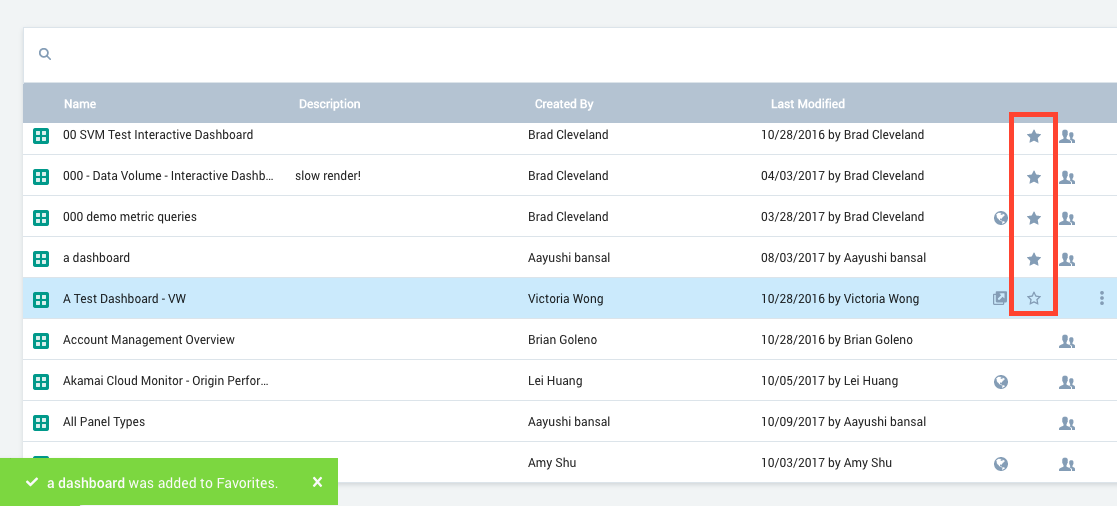 Name Description Created By Last Modified
00 SVM Test Interactive Dashboard Brad Cleveland 10/28/2016 by Brad Cleveland
000 - Data Volume - Interactive Dashb... slow render! Brad Cleveland 04/03/2017 by Brad Cleveland
000 demo metric queries Brad Cleveland 03/28/2017 by Brad Cleveland
a dashboard Aayushi bansal 08/03/2017 by Aayushi bansal
A Test Dashboard - VW Victoria Wong 10/28/2016 by Victoria Wong
Account Management Overview Brian Goleno 10/28/2016 by Brian Goleno
Akamai Cloud Monitor - Origin Perfor... Lei Huang 10/05/2017 by Lei Huang
All Panel Types Aayushi bansal 10/09/2017 by Aayushi bansal
Amy Shu 10/03/2017 by Amy Shu
a dashboard was added to Favorites.